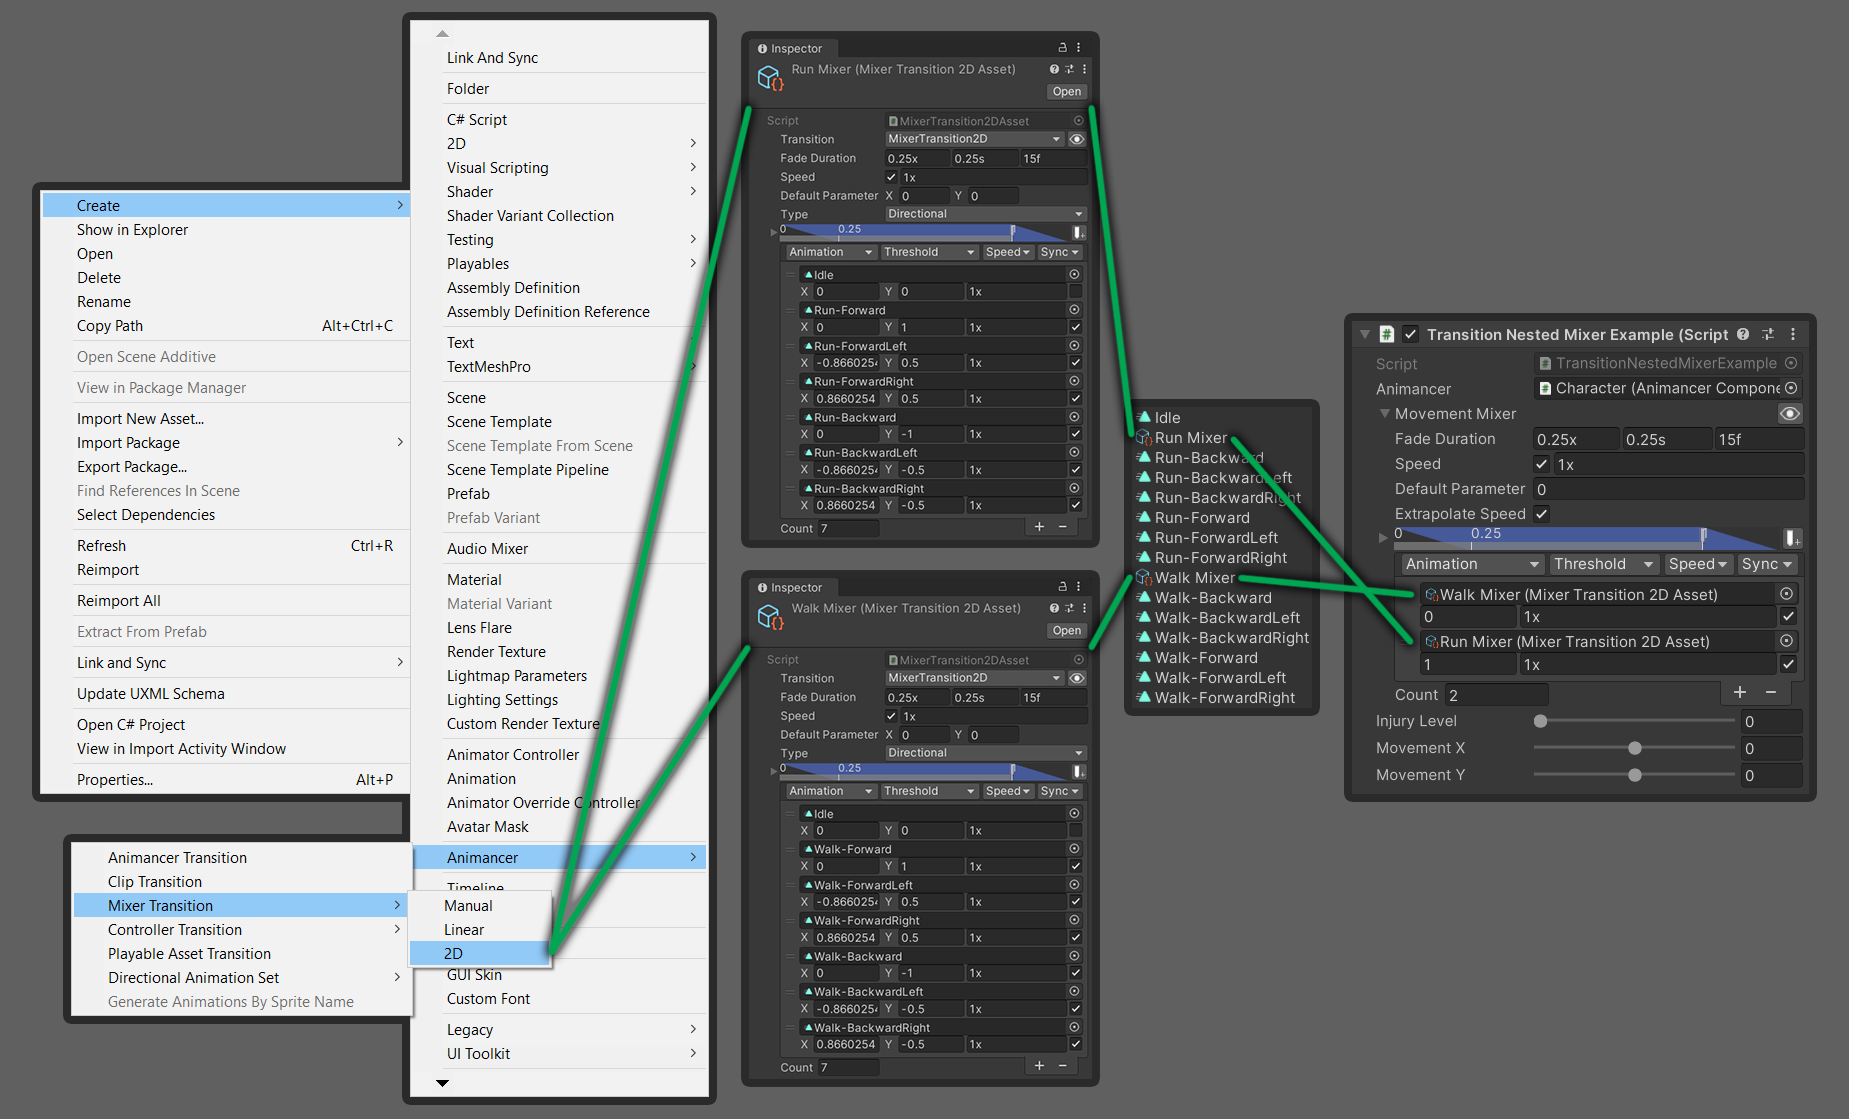 Create
Show in Explorer
Open
Delete
Rename
Copy Path Alt+Ctrl+C
Open Scene Additive
View in Package Manager
Import New Asset...
Import Package
Export Package...
Find References In Scene
Select Dependencies
Refresh Ctrl+R
Reimport
Reimport All
Extract From Prefab
Link and Sync
Update UXML Schema
Open C# Project
View in Import Activity Window
Properties... Alt+P
Link And Sync
Folder
C# Script
2D
Visual Scripting
Shader
Shader Variant Collection
Testing
Playables
Assembly Definition
Assembly Definition Reference
Text
TextMeshPro
Scene
Scene Template
Scene Template From Scene
Scene Template Pipeline
Prefab
Prefab Variant
Audio Mixer
Material
Material Variant
Lens Flare
Render Texture
Lightmap Parameters
Lighting Settings
Custom Render Texture
Animator Controller
Animation
Animator Override Controller
Avatar Mask
Animancer
Timeline
GUI Skin
Custom Font
Legacy
UI Toolkit
Animancer Transition
Clip Transition
Mixer Transition
Controller Transition
Playable Asset Transition
Directional Animation Set
Generate Animations By Sprite Name
Manual
Linear
2D
Inspector
Run Mixer (Mixer Transition 2D Asset)
Open
Script MixerTransition2DAsset
Transition MixerTransition2D
Fade Duration 0.25x 0.25s 15f
Speed 1x
Default Parameter X 0 Y 0
Type Directional
0 0.25
Animation Threshold Speed Sync
Idle
X 0 Y 0 1x
Run-Forward
X 0 Y 1 1x
Run-ForwardLeft
X -0.8660254 Y 0.5 1x
Run-ForwardRight
X 0.8660254 Y 0.5 1x
Run-Backward
X 0 Y -1 1x
Run-BackwardLeft
X -0.8660254 Y -0.5 1x
Run-BackwardRight
X 0.8660254 Y -0.5 1x
Count 7
Inspector
Walk Mixer (Mixer Transition 2D Asset)
Open
Script MixerTransition2DAsset
Transition MixerTransition2D
Fade Duration 0.25x 0.25s 15f
Speed 1x
Default Parameter X 0 Y 0
Type Directional
0 0.25
Animation Threshold Speed Sync
Idle
X 0 Y 0 1x
Walk-Forward
X 0 Y 1 1x
Walk-ForwardLeft
X -0.8660254 Y 0.5 1x
Walk-ForwardRight
X 0.8660254 Y 0.5 1x
Walk-Backward
X 0 Y -1 1x
Walk-BackwardLeft
X -0.8660254 Y -0.5 1x
Walk-BackwardRight
X 0.8660254 Y -0.5 1x
Count 7
Idle
Run Mixer
Run-Backward
Run-BackwardLeft
Run-BackwardRight
Run-Forward
Run-ForwardLeft
Run-ForwardRight
Walk Mixer
Walk-Backward
Walk-BackwardLeft
Walk-BackwardRight
Walk-Forward
Walk-ForwardLeft
Walk-ForwardRight
Transition Nested Mixer Example (Script
Script TransitionNestedMixerExample
Animancer Character (Animancer Compone
Movement Mixer
Fade Duration 0.25x 0.25s 15f
Speed 1x
Default Parameter 0
Extrapolate Speed
0 0.25
Animation Threshold Speed Sync
Walk Mixer (Mixer Transition 2D Asset)
0 1x
Run Mixer (Mixer Transition 2D Asset)
1 1x
Count 2
Injury Level 0
Movement X 0
Movement Y 0